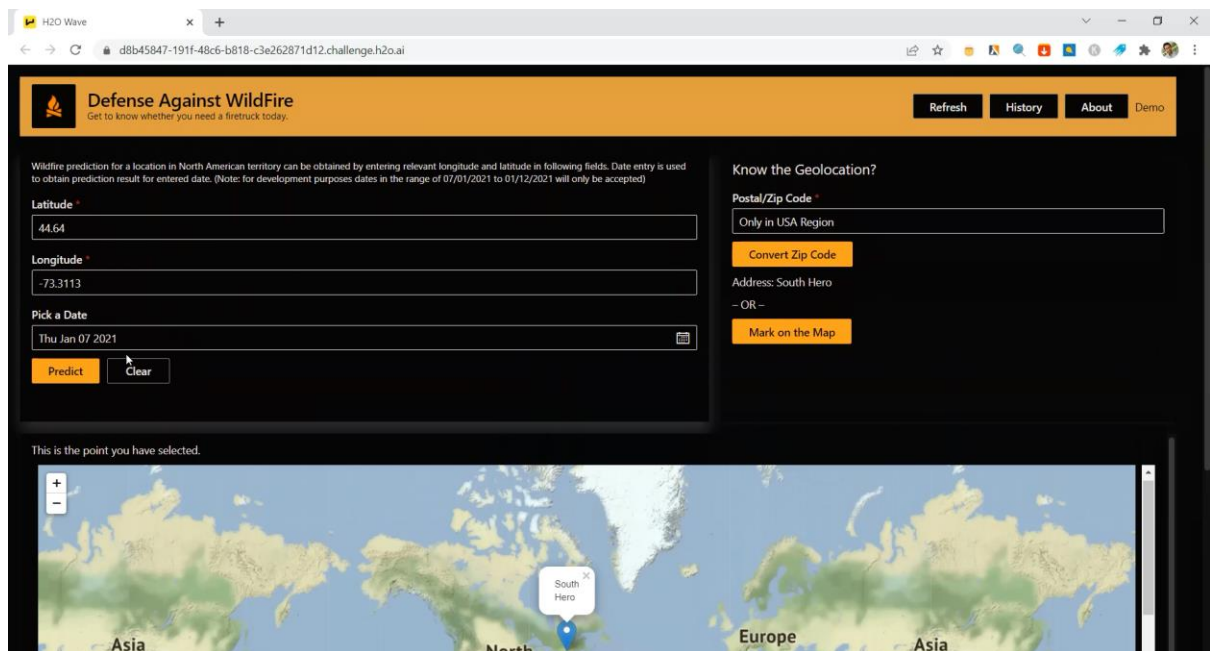 H2O Wave
d8b45847-191f-48c6-b818-c3e262871d12.challenge.h2o.ai
Defense Against WildFire
Get to know whether you need a firetruck today.
Refresh
History
About
Demo
Wildfire prediction for a location in North American territory can be obtained by entering relevant longitude and latitude in following fields. Date entry is used
to obtain prediction result for entered date. (Note: for development purposes dates in the range of 07/01/2021 to 01/12/2021 will only be accepted)
Latitude *
44.64
Longitude *
-73.3113
Pick a Date
Thu Jan 07 2021
Predict
Clear
Know the Geolocation?
Postal/Zip Code *
Only in USA Region
Convert Zip Code
Address: South Hero
– OR –
Mark on the Map
This is the point you have selected.
+
−
South
Hero
Asia
North
Europe
Asia